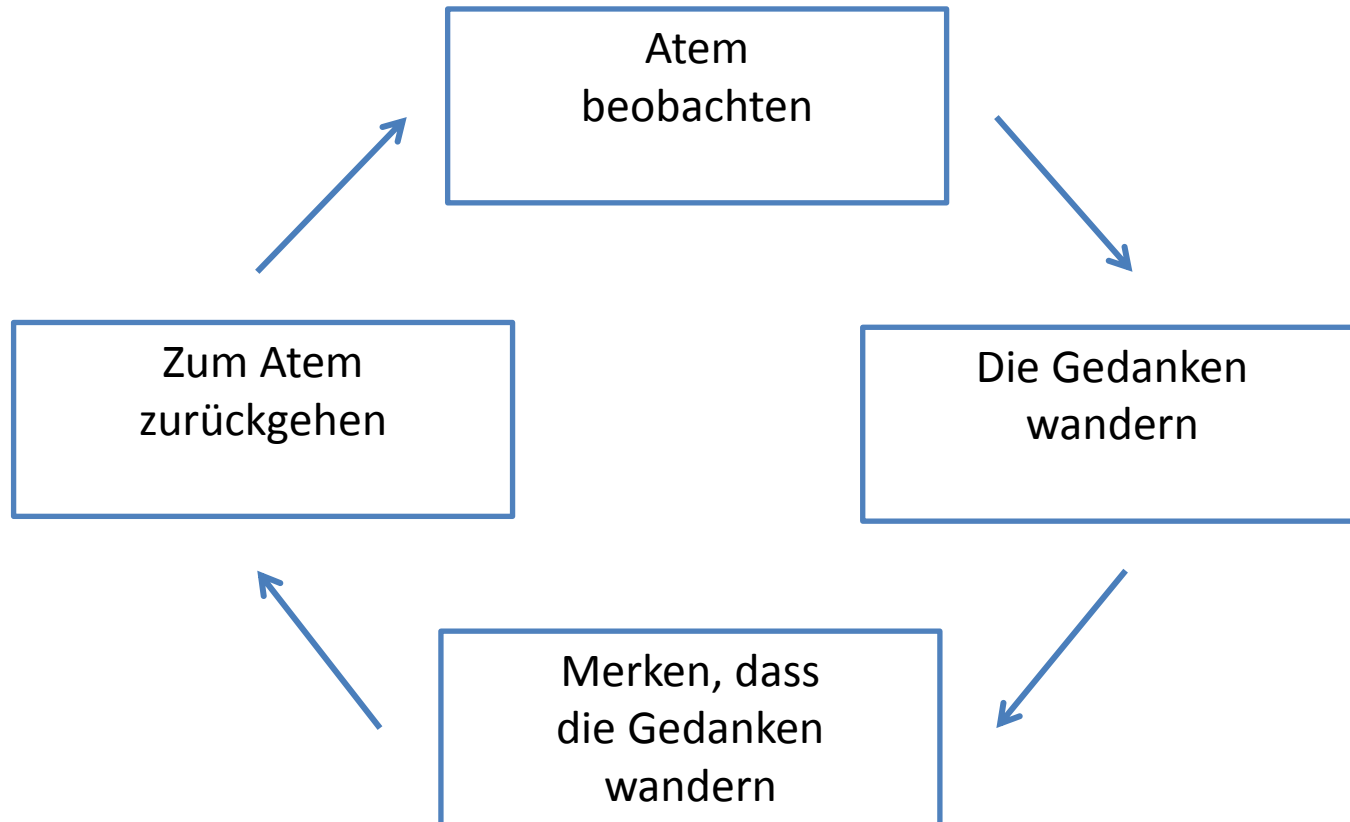 Atem
beobachten
Die Gedanken
wandern
Merken, dass
die Gedanken
wandern
Zum Atem
zurückgehen